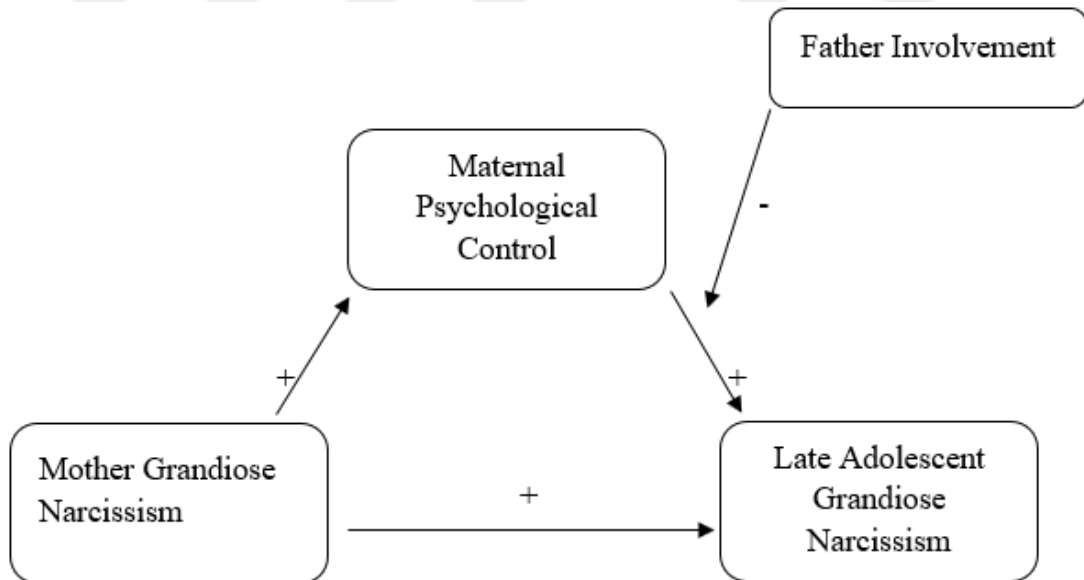 Father Involvement
Maternal
Psychological
Control
-
+
+
Mother Grandiose
Narcissism
+
Late Adolescent
Grandiose
Narcissism